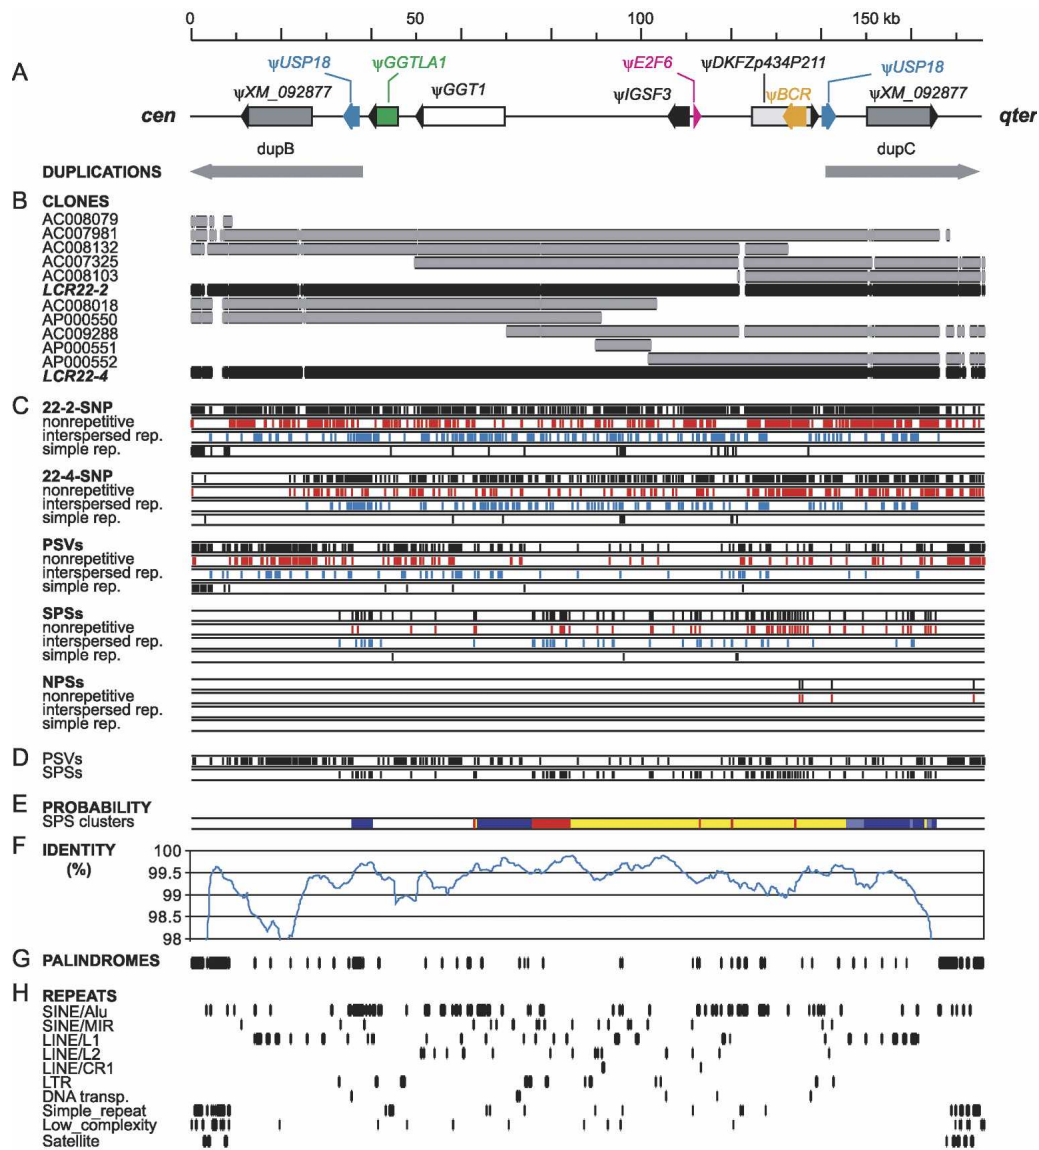 0 50 100 150 kb
A
ψUSP18 ψGGTLA1 ψE2F6 ψDKFZp434P211 ψUSP18
ψXM_092877 ψGGT1 ψIGSF3 ψBCR ψXM_092877
cen qter
dupB dupC
DUPLICATIONS
B CLONES
AC008079
AC007981
AC008132
AC007325
AC008103
LCR22-2
AC008018
AP000550
AC009288
AP000551
AP000552
LCR22-4
C 22-2-SNP
nonrepetitive
interspersed rep.
simple rep.
22-4-SNP
nonrepetitive
interspersed rep.
simple rep.
PSVs
nonrepetitive
interspersed rep.
simple rep.
SPSs
nonrepetitive
interspersed rep.
simple rep.
NPSs
nonrepetitive
interspersed rep.
simple rep.
D PSVs
SPSs
E PROBABILITY
SPS clusters
F IDENTITY
(%)
100
99.5
99
98.5
98
G PALINDROMES
H REPEATS
SINE/Alu
SINE/MIR
LINE/L1
LINE/L2
LINE/CR1
LTR
DNA transp.
Simple_repeat
Low_complexity
Satellite